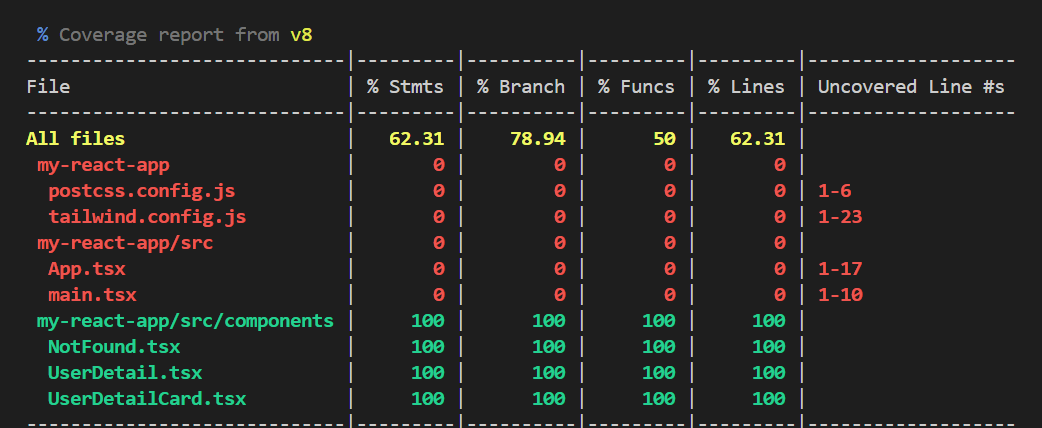 % Coverage report from v8
-----------------------------|---------|----------|---------|---------|-------------------
File                         | % Stmts | % Branch | % Funcs | % Lines | Uncovered Line #s
-----------------------------|---------|----------|---------|---------|-------------------
All files                    |   62.31 |    78.94 |      50 |   62.31 |
 my-react-app                |       0 |        0 |       0 |       0 |
  postcss.config.js          |       0 |        0 |       0 |       0 | 1-6
  tailwind.config.js         |       0 |        0 |       0 |       0 | 1-23
 my-react-app/src            |       0 |        0 |       0 |       0 |
  App.tsx                    |       0 |        0 |       0 |       0 | 1-17
  main.tsx                   |       0 |        0 |       0 |       0 | 1-10
 my-react-app/src/components |     100 |      100 |     100 |     100 |
  NotFound.tsx               |     100 |      100 |     100 |     100 |
  UserDetail.tsx             |     100 |      100 |     100 |     100 |
  UserDetailCard.tsx         |     100 |      100 |     100 |     100 |
-----------------------------|---------|----------|---------|---------|-------------------